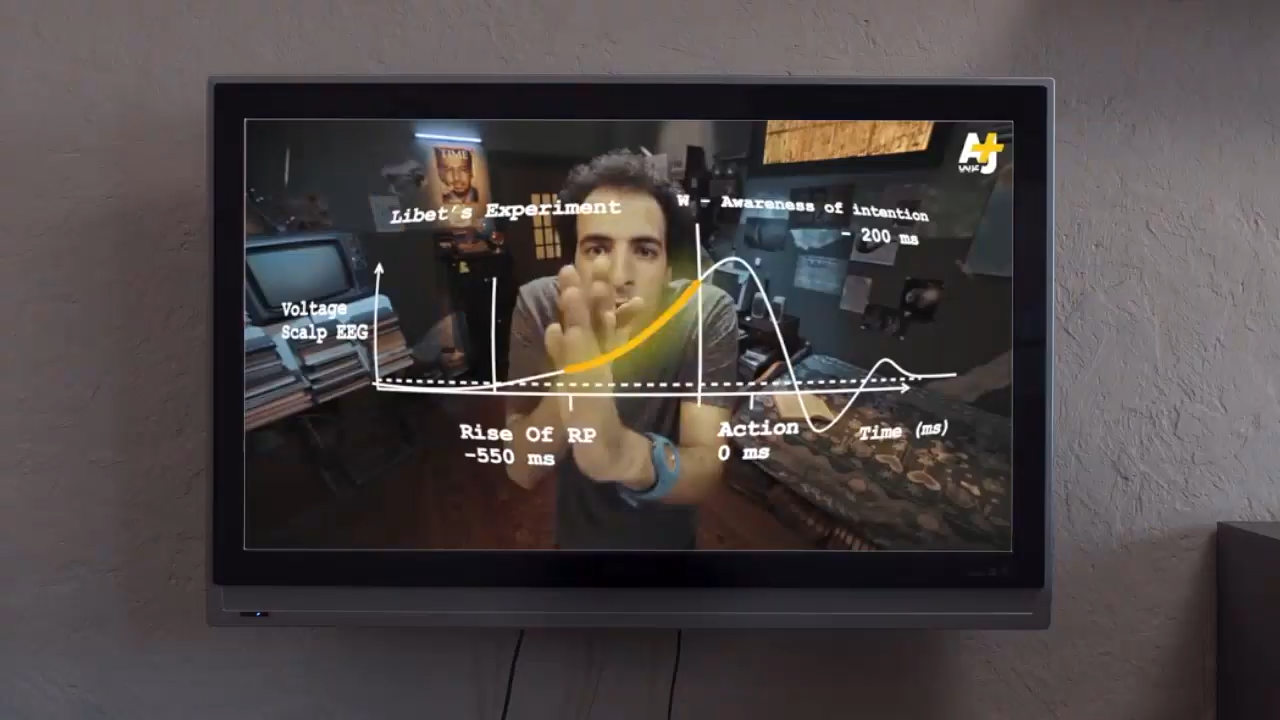 TIME
عربي
Libet's Experiment
W - Awareness of intention
- 200 ms
Voltage
Scalp EEG
Rise Of RP
-550 ms
Action
0 ms
Time (ms)